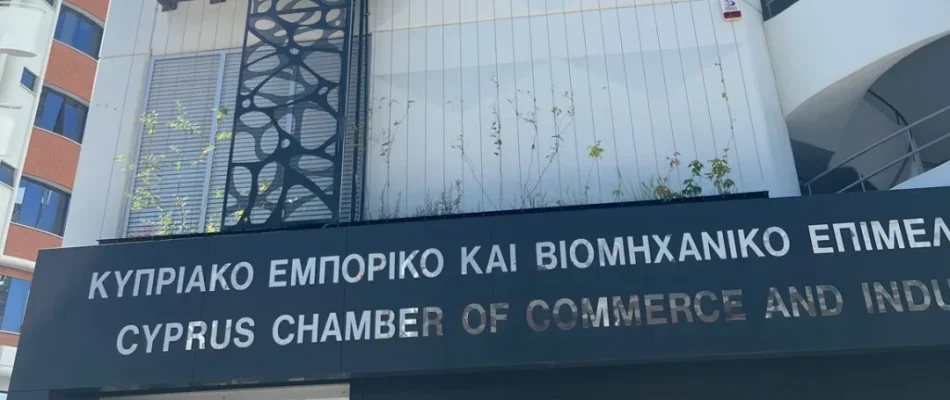 ΚΥΠΡΙΑΚΟ ΕΜΠΟΡΙΚΟ ΚΑΙ ΒΙΟΜΗΧΑΝΙΚΟ ΕΠΙΜΕΛ
CYPRUS CHAMBER OF COMMERCE AND INDU